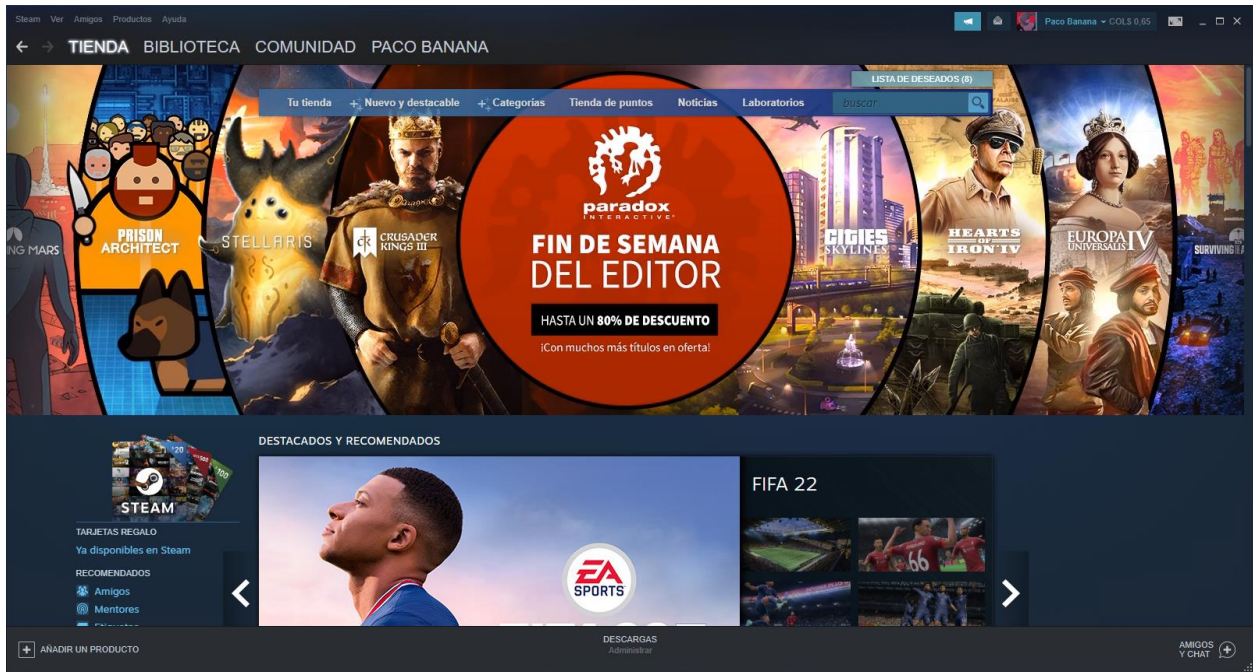 Steam Ver Amigos Productos Ayuda
Paco Banana COL$ 0,65
TIENDA BIBLIOTECA COMUNIDAD PACO BANANA
LISTA DE DESEADOS (8)
Tu tienda Nuevo y destacable Categorías Tienda de puntos Noticias Laboratorios buscar
paradox
INTERACTIVE
FIN DE SEMANA
DEL EDITOR
HASTA UN 80% DE DESCUENTO
¡Con muchos más títulos en oferta!
NG MARS
PRISON
ARCHITECT
STELLARIS
CRUSADER
KINGS III
CITIES
SKYLINES
HEARTS
OF
IRON IV
EUROPA
UNIVERSALIS IV
SURVIVING
DESTACADOS Y RECOMENDADOS
$20
100
STEAM
TARJETAS REGALO
Ya disponibles en Steam
RECOMENDADOS
Amigos
Mentores
Etiquetas
EA
SPORTS
FIFA 22
66
AÑADIR UN PRODUCTO
DESCARGAS
Administrar
AMIGOS
Y CHAT